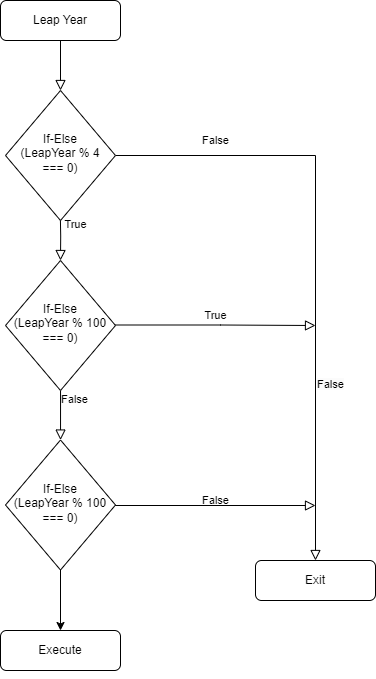 Leap Year
If-Else
(LeapYear % 4
=== 0)
False
True
If-Else
(LeapYear % 100
=== 0)
True
False
False
If-Else
(LeapYear % 100
=== 0)
False
Exit
Execute